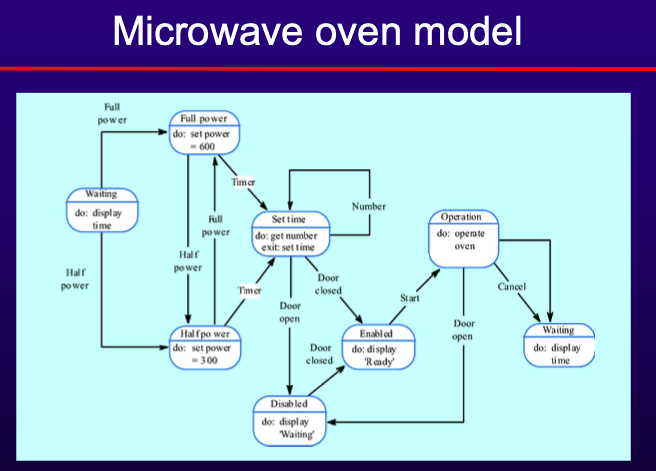 Microwave oven model
Full
power
Full power
do: set power
= 600
Timer
Waiting
do: display
time
Number
Full
power
Set time
do: get number
exit: set time
Operation
do: operate
oven
Half
power
Half
power
Timer
Door
closed
Door
open
Start
Cancel
Door
open
Half power
do: set power
= 300
Door
closed
Enabled
do: display
'Ready'
Waiting
do: display
time
Disabled
do: display
'Waiting'